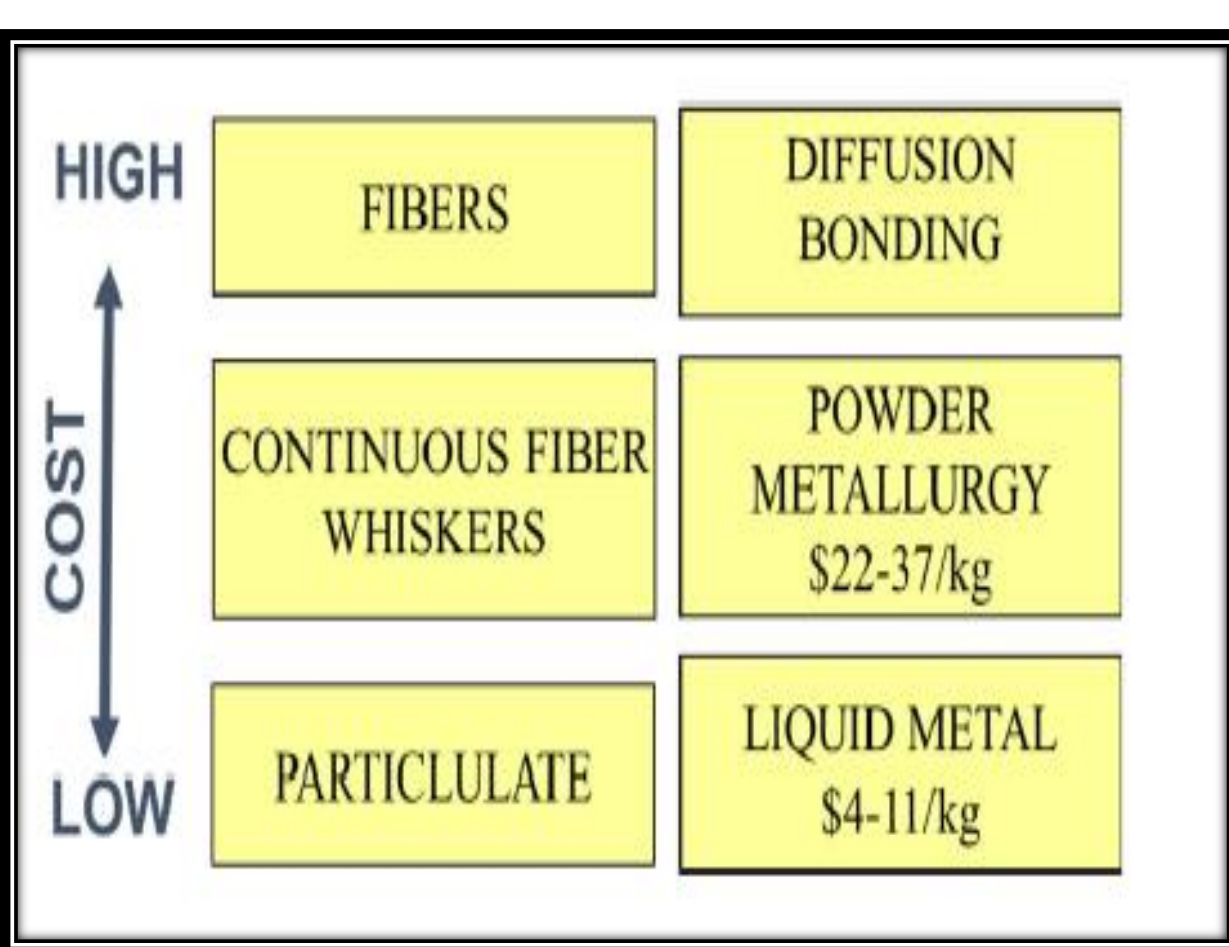 HIGH
FIBERS
DIFFUSION
BONDING
COST
CONTINUOUS FIBER
WHISKERS
POWDER
METALLURGY
$22-37/kg
LOW
PARTICLULATE
LIQUID METAL
$4-11/kg